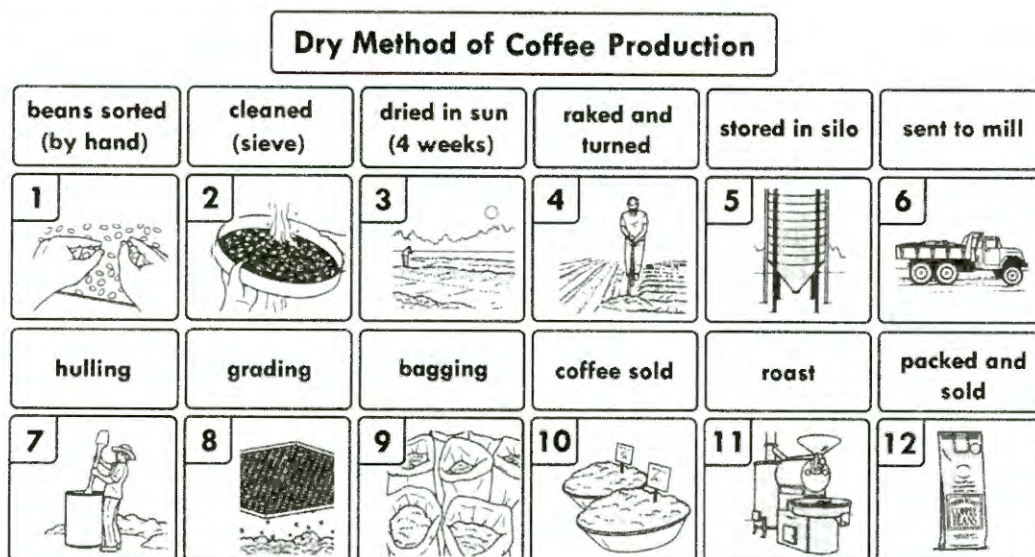 Dry Method of Coffee Production
beans sorted
(by hand)
cleaned
(sieve)
dried in sun
(4 weeks)
raked and
turned
stored in silo
sent to mill
1
2
3
4
5
6
hulling
grading
bagging
coffee sold
roast
packed and
sold
7
8
9
10
11
12
COFFEE
BEANS